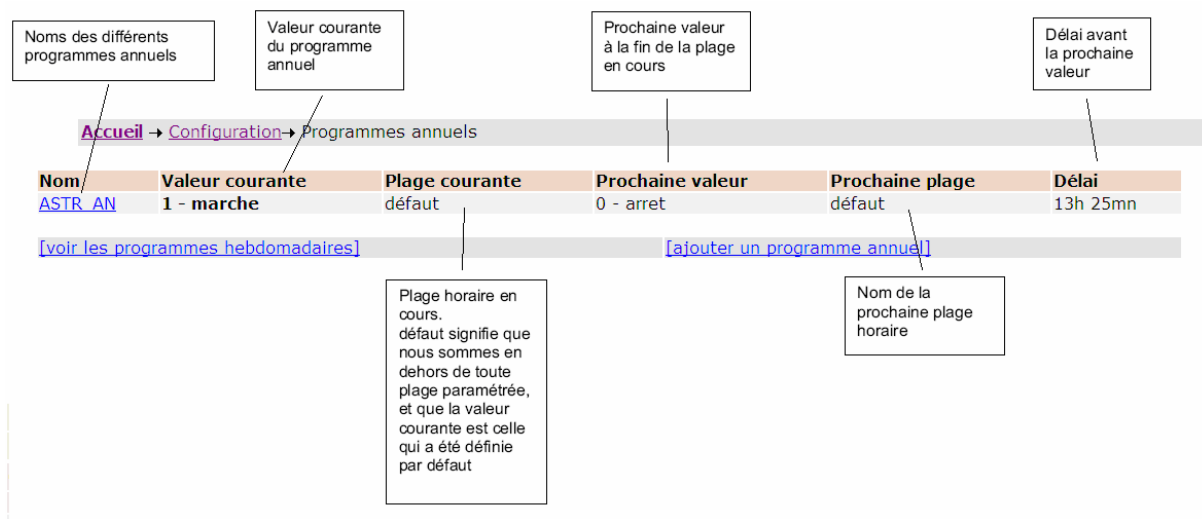 Noms des différents
programmes annuels
Valeur courante
du programme
annuel
Prochaine valeur
à la fin de la plage
en cours
Délai avant
la prochaine
valeur
Accueil → Configuration→ Programmes annuels
Nom Valeur courante Plage courante Prochaine valeur Prochaine plage Délai
ASTR_AN 1 - marche défaut 0 - arret défaut 13h 25mn
[voir les programmes hebdomadaires] [ajouter un programme annuel]
Plage horaire en
cours.
défaut signifie que
nous sommes en
dehors de toute
plage paramétrée,
et que la valeur
courante est celle
qui a été définie
par défaut
Nom de la
prochaine plage
horaire